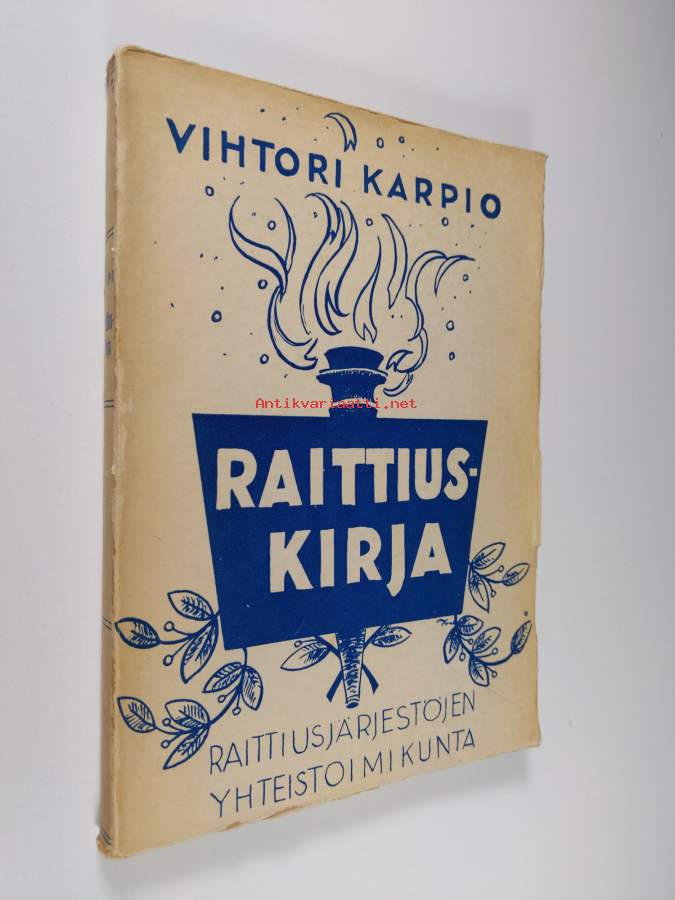 VIHTORI KARPIO
Antikvariaatti.net
RAITTIUS-
KIRJA
RAITTIUSJÄRJESTÖJEN
YHTEISTOIMIKUNTA